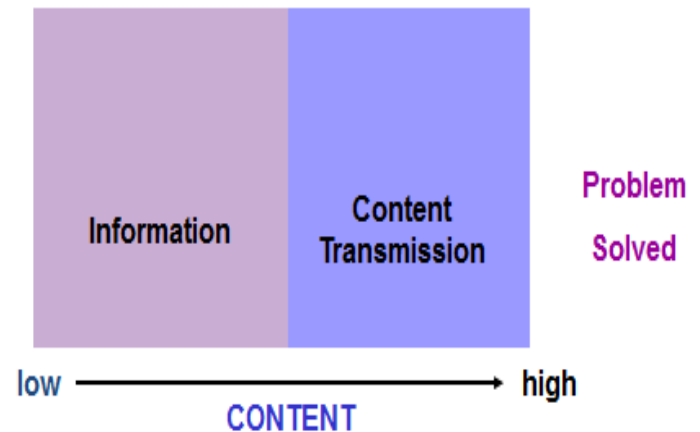 Information
Content
Transmission
Problem
Solved
low
high
CONTENT